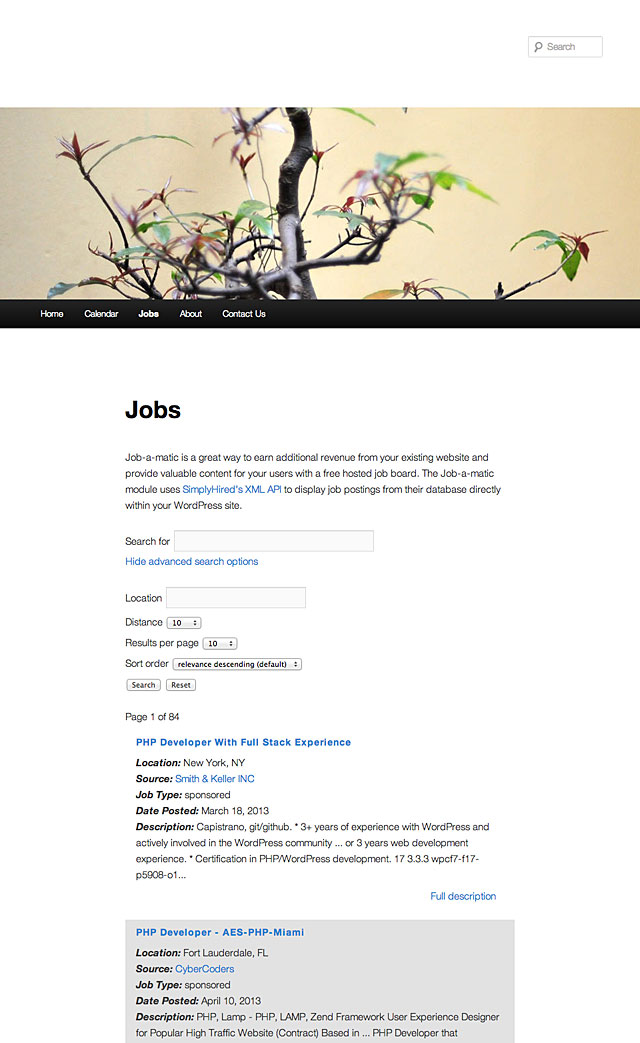 Search
Home Calendar Jobs About Contact Us
Jobs
Job-a-matic is a great way to earn additional revenue from your existing website and
provide valuable content for your users with a free hosted job board. The Job-a-matic
module uses SimplyHired's XML API to display job postings from their database directly
within your WordPress site.
Search for
Hide advanced search options
Location
Distance 10
Results per page 10
Sort order relevance descending (default)
Search Reset
Page 1 of 84
PHP Developer With Full Stack Experience
Location: New York, NY
Source: Smith & Keller INC
Job Type: sponsored
Date Posted: March 18, 2013
Description: Capistrano, git/github. * 3+ years of experience with WordPress and
actively involved in the WordPress community ... or 3 years web development
experience. * Certification in PHP/WordPress development. 17 3.3.3 wpcf7-f17-
p5908-o1...
Full description
PHP Developer - AES-PHP-Miami
Location: Fort Lauderdale, FL
Source: CyberCoders
Job Type: sponsored
Date Posted: April 10, 2013
Description: PHP, Lamp - PHP, LAMP, Zend Framework User Experience Designer
for Popular High Traffic Website (Contract) Based in ... PHP Developer that